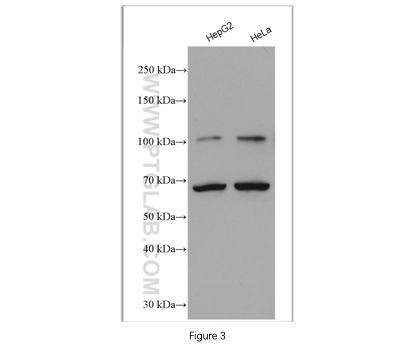 HepG2 HeLa
250 kDa→
150 kDa→
100 kDa→
70 kDa→
50 kDa→
40 kDa→
30 kDa→
WWW.PTGLAB.COM
Figure 3